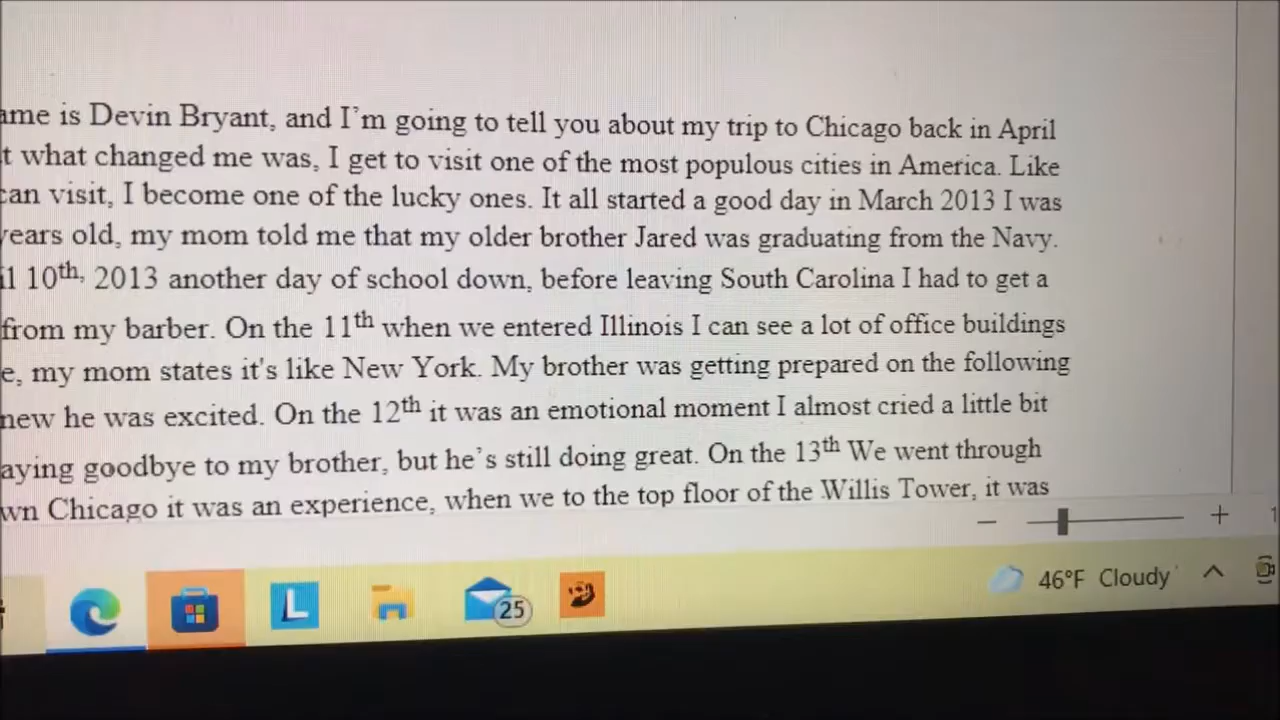 ame is Devin Bryant, and I'm going to tell you about my trip to Chicago back in April
t what changed me was, I get to visit one of the most populous cities in America. Like
can visit, I become one of the lucky ones. It all started a good day in March 2013 I was
years old, my mom told me that my older brother Jared was graduating from the Navy.
il 10th, 2013 another day of school down, before leaving South Carolina I had to get a
from my barber. On the 11th when we entered Illinois I can see a lot of office buildings
e, my mom states it's like New York. My brother was getting prepared on the following
new he was excited. On the 12th it was an emotional moment I almost cried a little bit
aying goodbye to my brother, but he's still doing great. On the 13th We went through
wn Chicago it was an experience, when we to the top floor of the Willis Tower, it was
1
L 25 46°F Cloudy